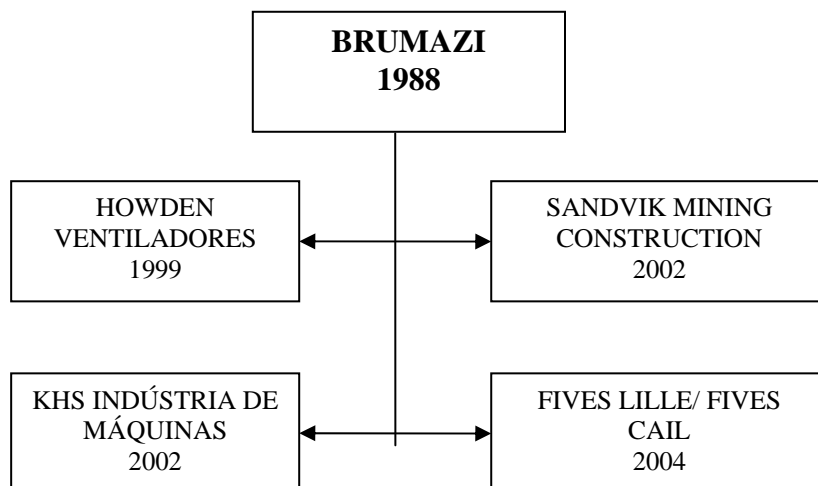 BRUMAZI
1988
HOWDEN
VENTILADORES
1999
SANDVIK MINING
CONSTRUCTION
2002
KHS INDÚSTRIA DE
MÁQUINAS
2002
FIVES LILLE/ FIVES
CAIL
2004